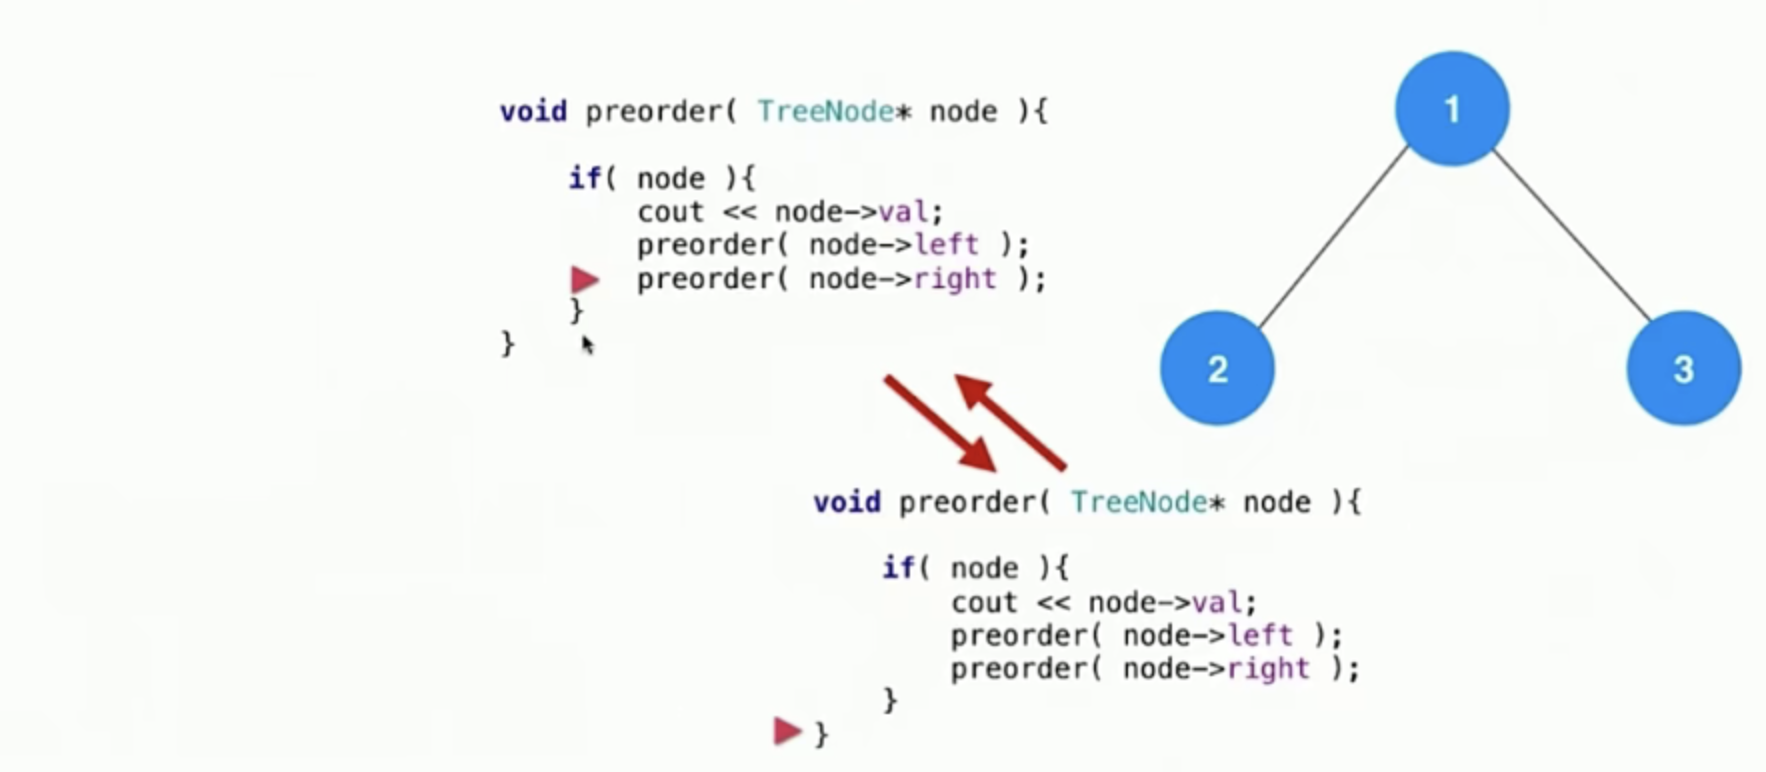 void preorder( TreeNode* node ){
if( node ){
cout << node->val;
preorder( node->left );
preorder( node->right );
}
}
1
2
3
void preorder( TreeNode* node ){
if( node ){
cout << node->val;
preorder( node->left );
preorder( node->right );
}
}